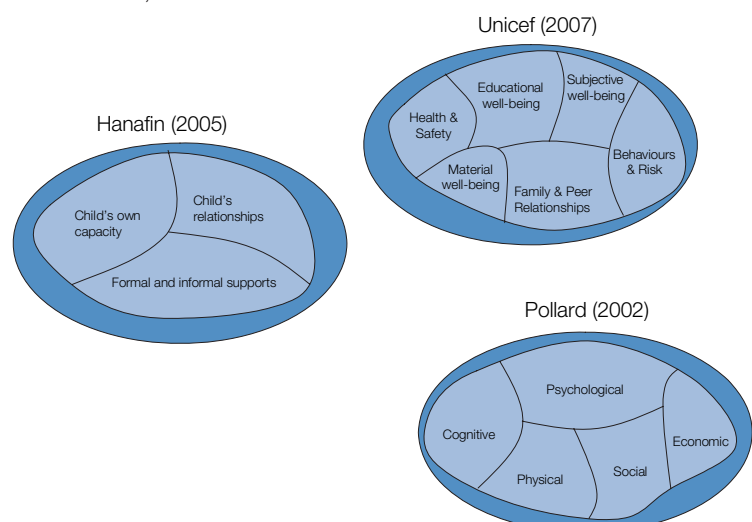 Unicef (2007)
Educational
well-being
Subjective
well-being
Health &
Safety
Behaviours
& Risk
Material
well-being
Family & Peer
Relationships
Hanafin (2005)
Child's own
capacity
Child's
relationships
Formal and informal supports
Pollard (2002)
Psychological
Cognitive
Economic
Physical
Social